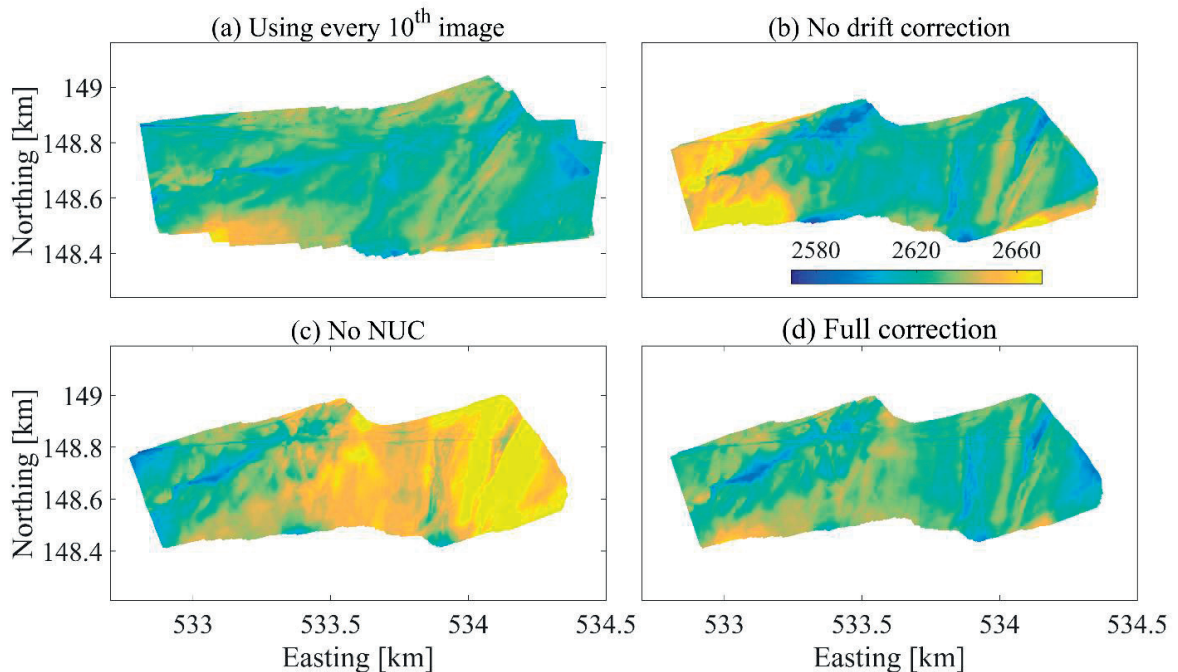 (a) Using every 10th image
(b) No drift correction
Northing [km]
149
148.8
148.6
148.4
2580 2620 2660
(c) No NUC
(d) Full correction
Northing [km]
149
148.8
148.6
148.4
533 533.5 534 534.5
533 533.5 534 534.5
Easting [km]
Easting [km]